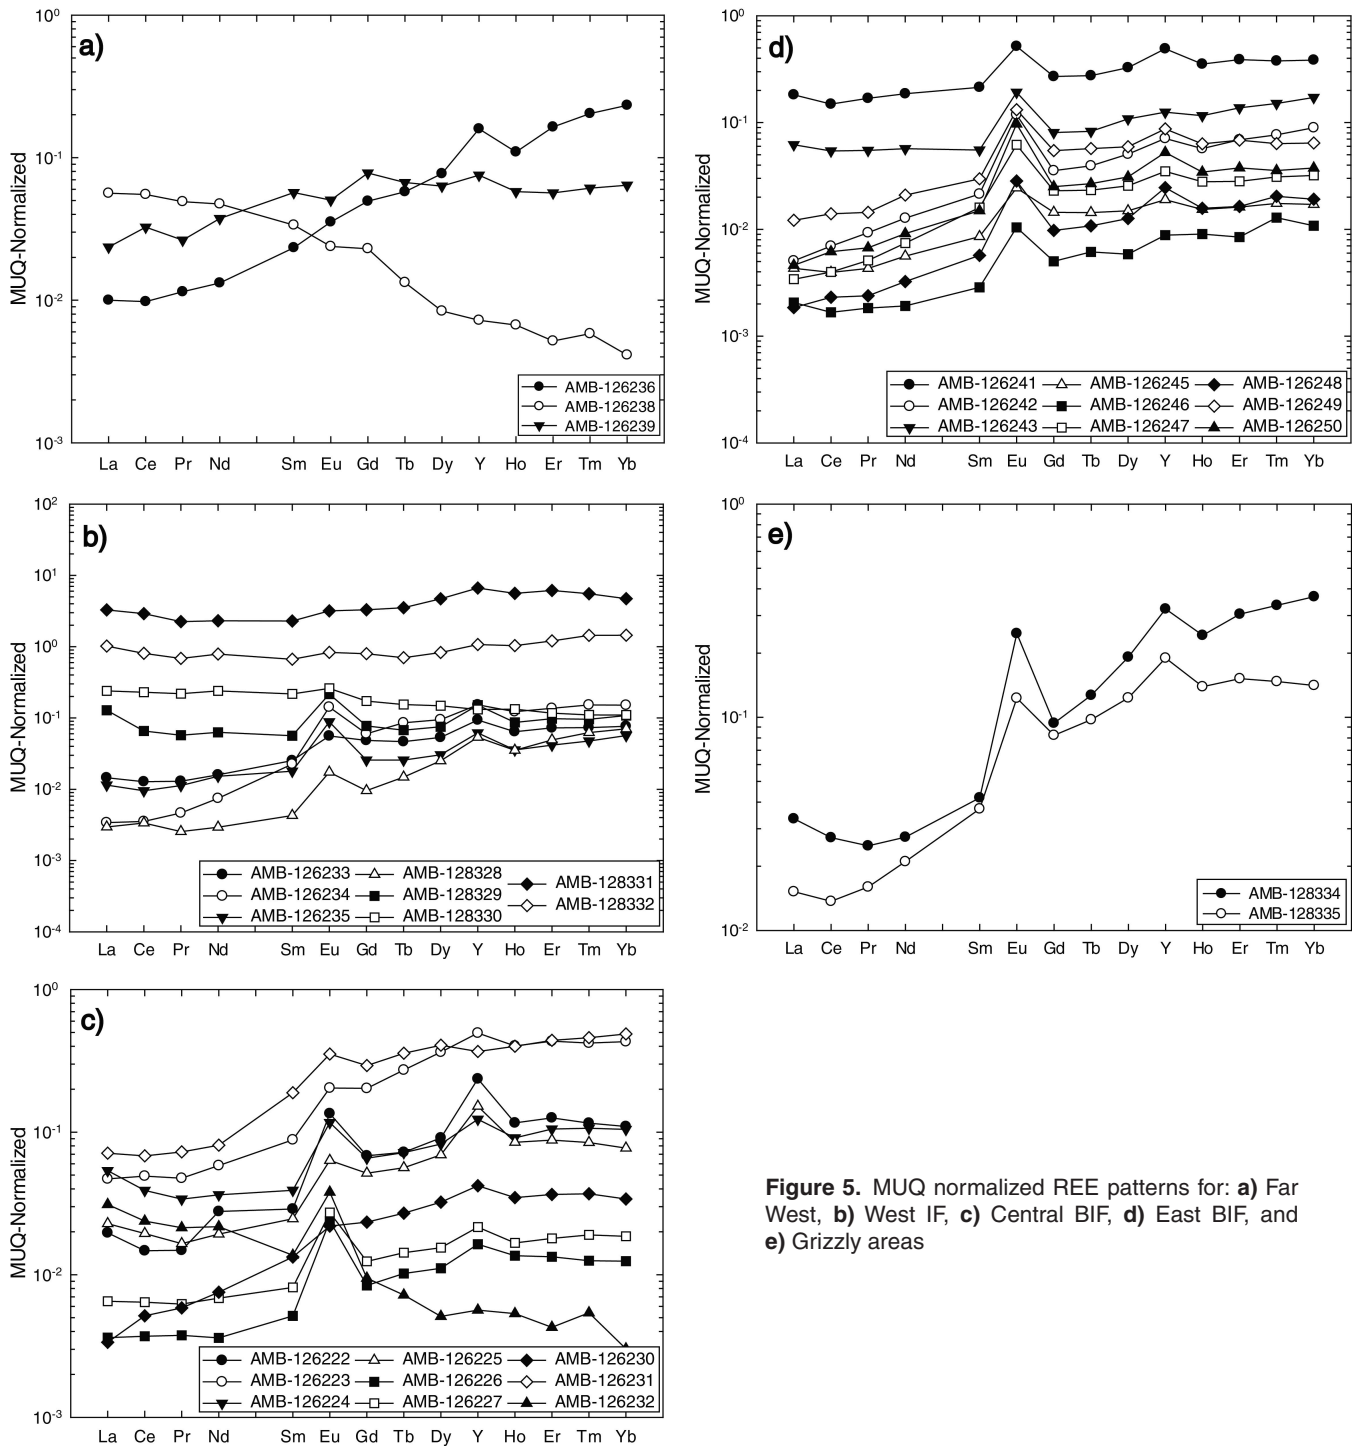 a)
MUQ-Normalized
10^0
10^-1
10^-2
10^-3
AMB-126236
AMB-126238
AMB-126239
La Ce Pr Nd Sm Eu Gd Tb Dy Y Ho Er Tm Yb
d)
MUQ-Normalized
10^0
10^-1
10^-2
10^-3
10^-4
AMB-126241 AMB-126245 AMB-126248
AMB-126242 AMB-126246 AMB-126249
AMB-126243 AMB-126247 AMB-126250
La Ce Pr Nd Sm Eu Gd Tb Dy Y Ho Er Tm Yb
b)
MUQ-Normalized
10^2
10^1
10^0
10^-1
10^-2
10^-3
10^-4
AMB-126233 AMB-128328 AMB-128331
AMB-126234 AMB-128329 AMB-128332
AMB-126235 AMB-128330
La Ce Pr Nd Sm Eu Gd Tb Dy Y Ho Er Tm Yb
e)
MUQ-Normalized
10^0
10^-1
10^-2
AMB-128334
AMB-128335
La Ce Pr Nd Sm Eu Gd Tb Dy Y Ho Er Tm Yb
c)
MUQ-Normalized
10^0
10^-1
10^-2
10^-3
AMB-126222 AMB-126225 AMB-126230
AMB-126223 AMB-126226 AMB-126231
AMB-126224 AMB-126227 AMB-126232
La Ce Pr Nd Sm Eu Gd Tb Dy Y Ho Er Tm Yb
Figure 5. MUQ normalized REE patterns for: a) Far
West, b) West IF, c) Central BIF, d) East BIF, and
e) Grizzly areas